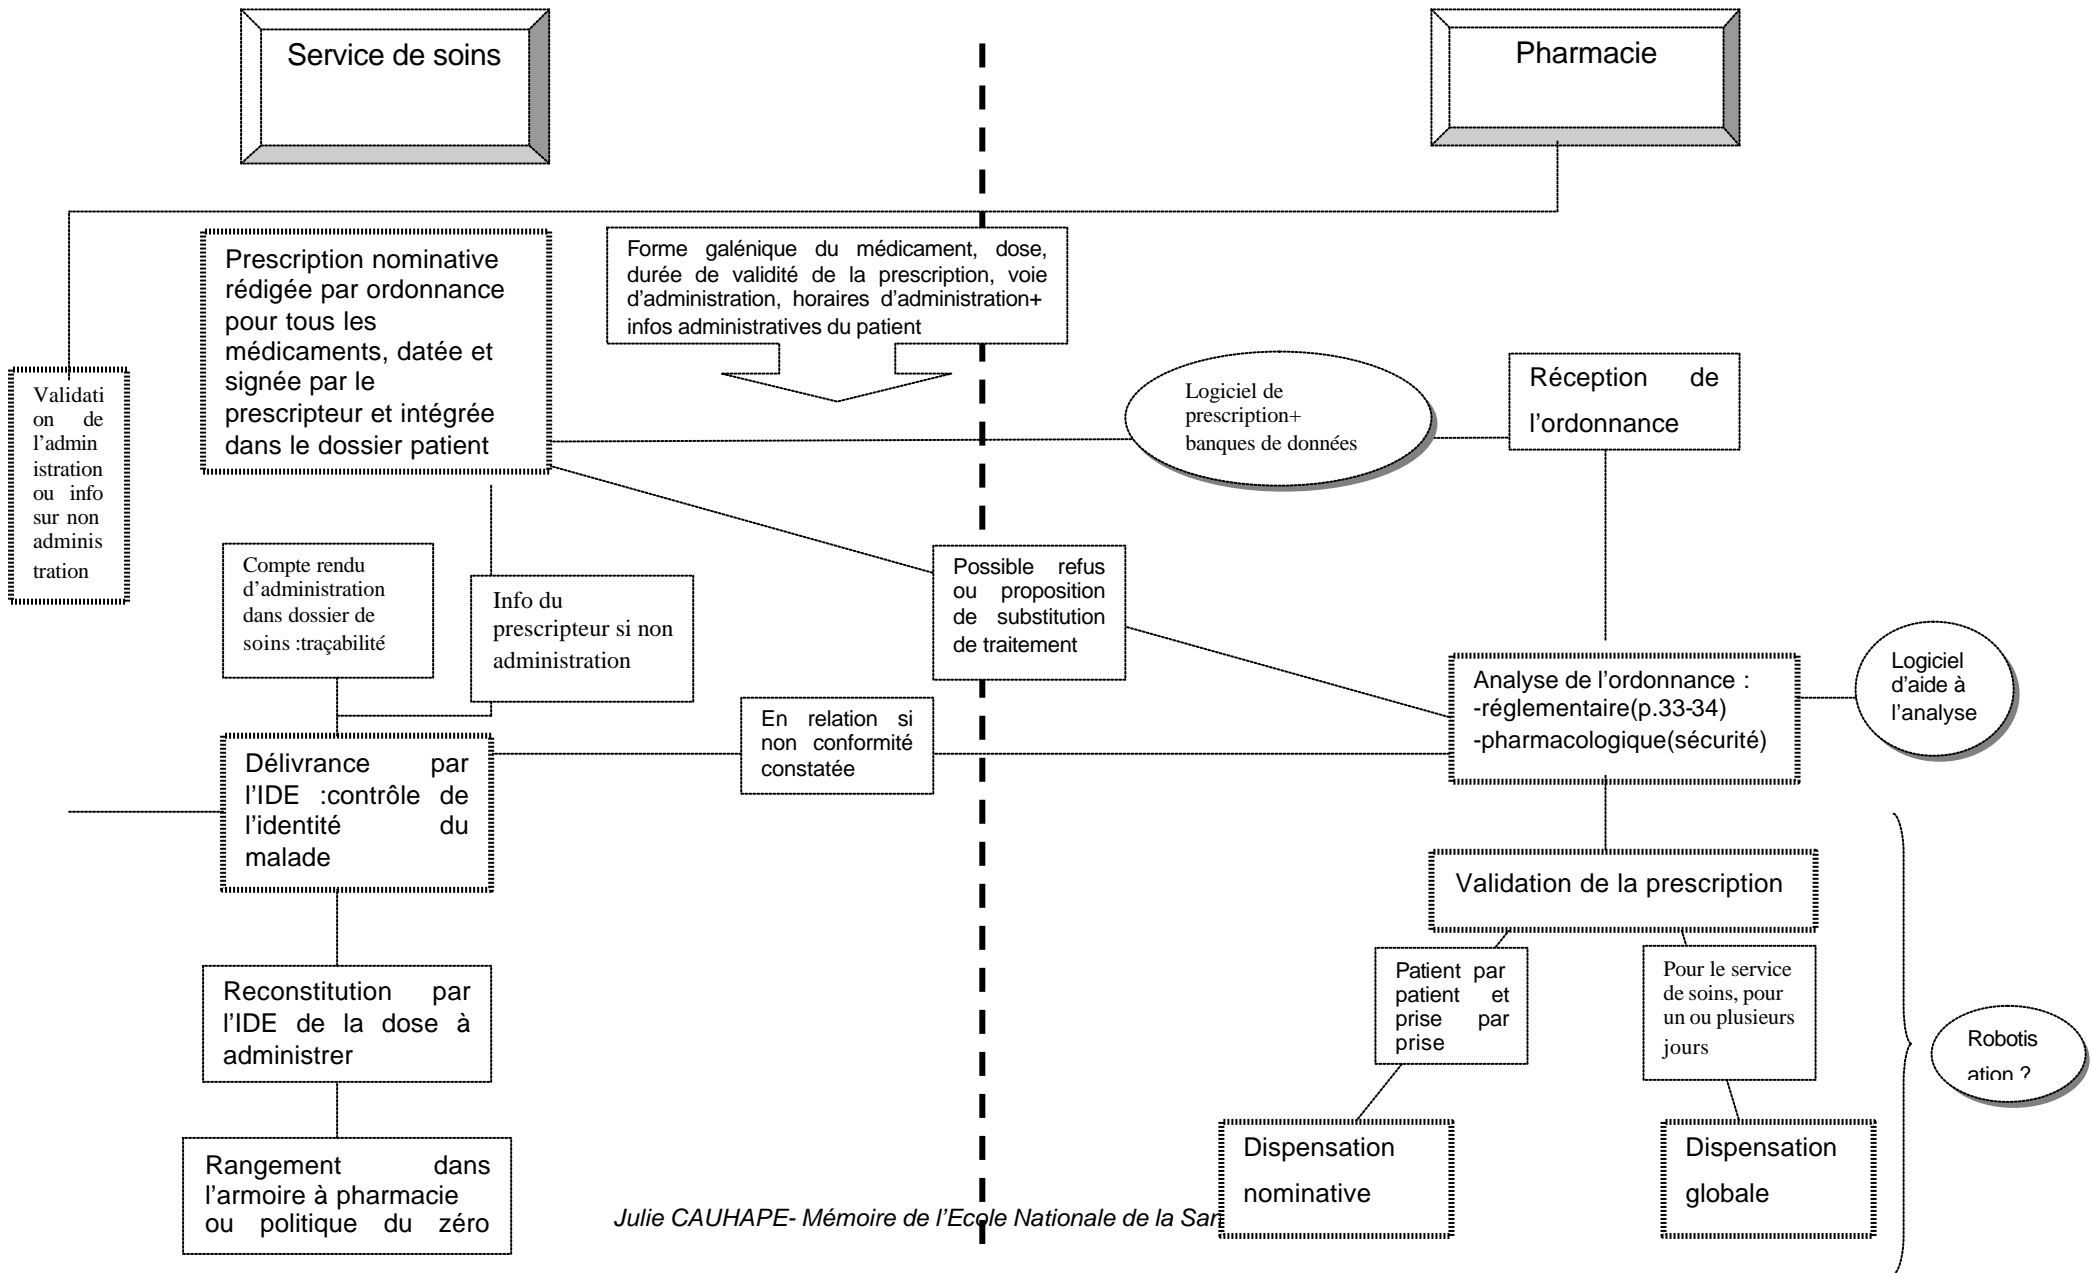 Service de soins
Pharmacie
Prescription nominative
rédigée par ordonnance
pour tous les
médicaments, datée et
signée par le
prescripteur et intégrée
dans le dossier patient
Forme galénique du médicament, dose,
durée de validité de la prescription, voie
d'administration, horaires d'administration+
infos administratives du patient
Logiciel de
prescription+
banques de données
Réception de
l'ordonnance
Validati
on de
l'admin
istration
ou info
sur non
adminis
tration
Compte rendu
d'administration
dans dossier de
soins :traçabilité
Info du
prescripteur si non
administration
Possible refus
ou proposition
de substitution
de traitement
Analyse de l'ordonnance :
-réglementaire(p.33-34)
-pharmacologique(sécurité)
Logiciel
d'aide à
l'analyse
En relation si
non conformité
constatée
Délivrance par
l'IDE :contrôle de
l'identité du
malade
Validation de la prescription
Patient par
patient et
prise par
prise
Pour le service
de soins, pour
un ou plusieurs
jours
Robotis
ation ?
Reconstitution par
l'IDE de la dose à
administrer
Rangement dans
l'armoire à pharmacie
ou politique du zéro
Dispensation
nominative
Dispensation
globale
Julie CAUHAPE- Mémoire de l'Ecole Nationale de la San